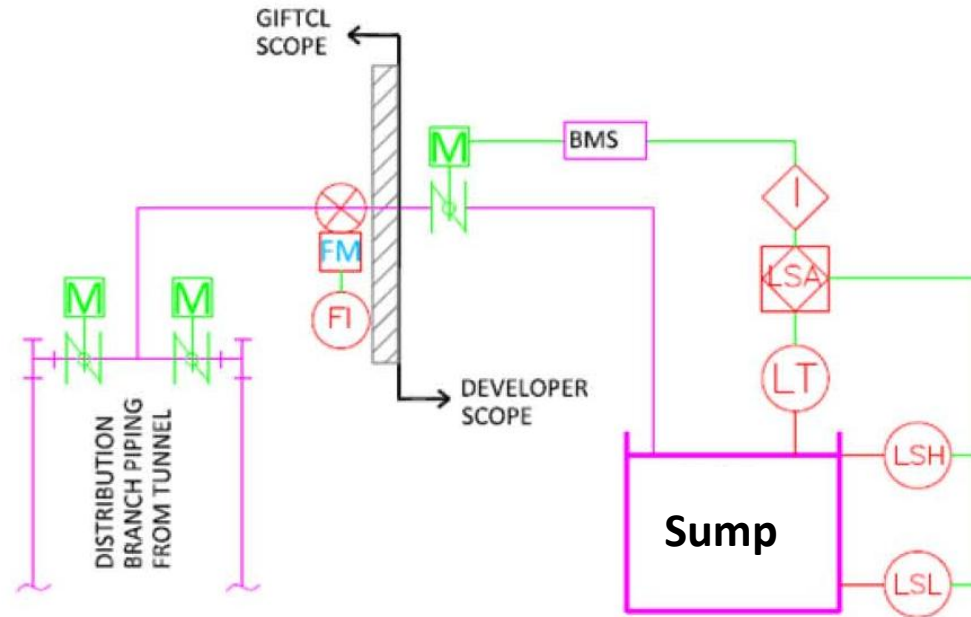 GIFTCL
SCOPE
M
BMS
I
FM
LSA
M
M
FI
LT
DEVELOPER
SCOPE
DISTRIBUTION
BRANCH PIPING
FROM TUNNEL
LSH
Sump
LSL